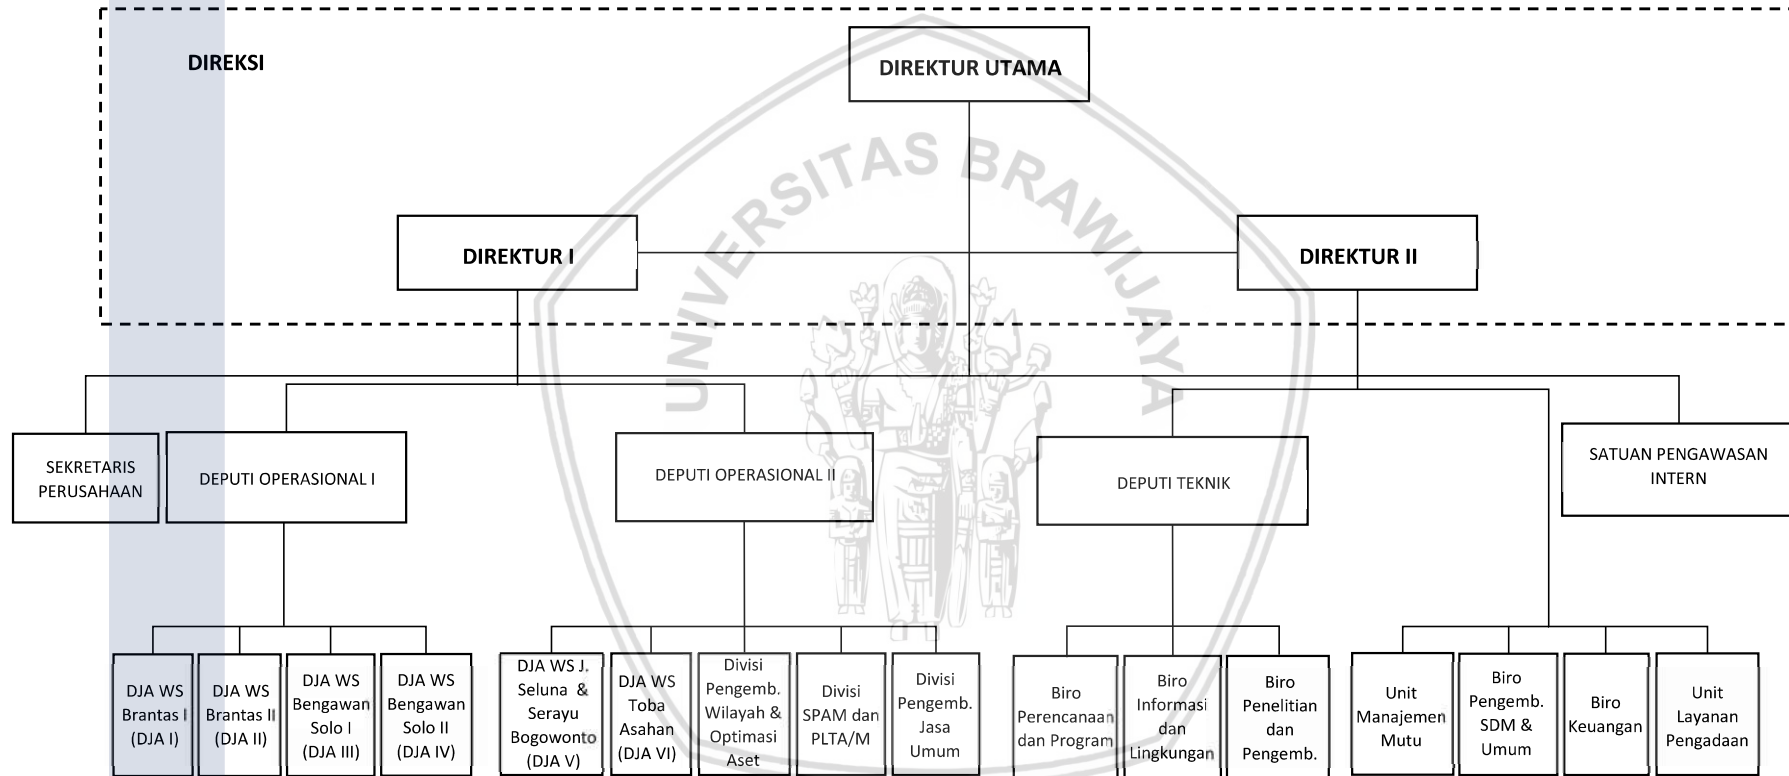 DIREKSI
DIREKTUR UTAMA
UNIVERSITAS BRAWIJAYA
DIREKTUR I
DIREKTUR II
SEKRETARIS
PERUSAHAAN
DEPUTI OPERASIONAL I
DEPUTI OPERASIONAL II
DEPUTI TEKNIK
SATUAN PENGAWASAN
INTERN
DJA WS
Brantas I
(DJA I)
DJA WS
Brantas II
(DJA II)
DJA WS
Bengawan
Solo I
(DJA III)
DJA WS
Bengawan
Solo II
(DJA IV)
DJA WS J.
Seluna &
Serayu
Bogowonto
(DJA V)
DJA WS
Toba
Asahan
(DJA VI)
Divisi
Pengemb.
Wilayah &
Optimasi
Aset
Divisi
SPAM dan
PLTA/M
Divisi
Pengemb.
Jasa
Umum
Biro
Perencanaan
dan Program
Biro
Informasi
dan
Lingkungan
Biro
Penelitian
dan
Pengemb.
Unit
Manajemen
Mutu
Biro
Pengemb.
SDM &
Umum
Biro
Keuangan
Unit
Layanan
Pengadaan